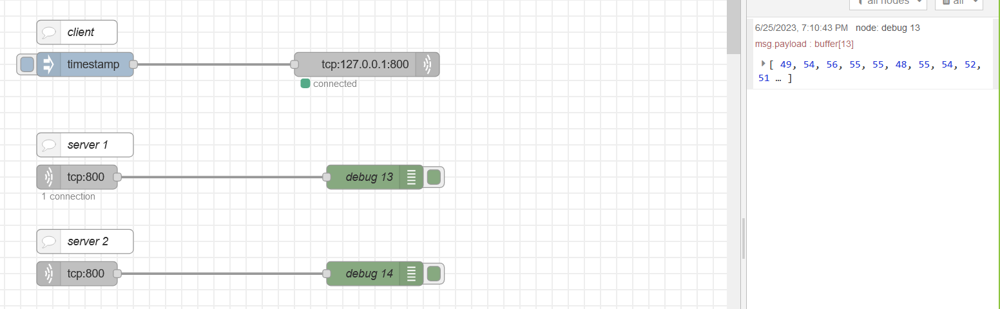 client
timestamp
tcp:127.0.0.1:800
connected
server 1
tcp:800
debug 13
1 connection
server 2
tcp:800
debug 14
all nodes
all
6/25/2023, 7:10:43 PM node: debug 13
msg.payload : buffer[13]
[ 49, 54, 56, 55, 55, 48, 55, 54, 52,
51 … ]